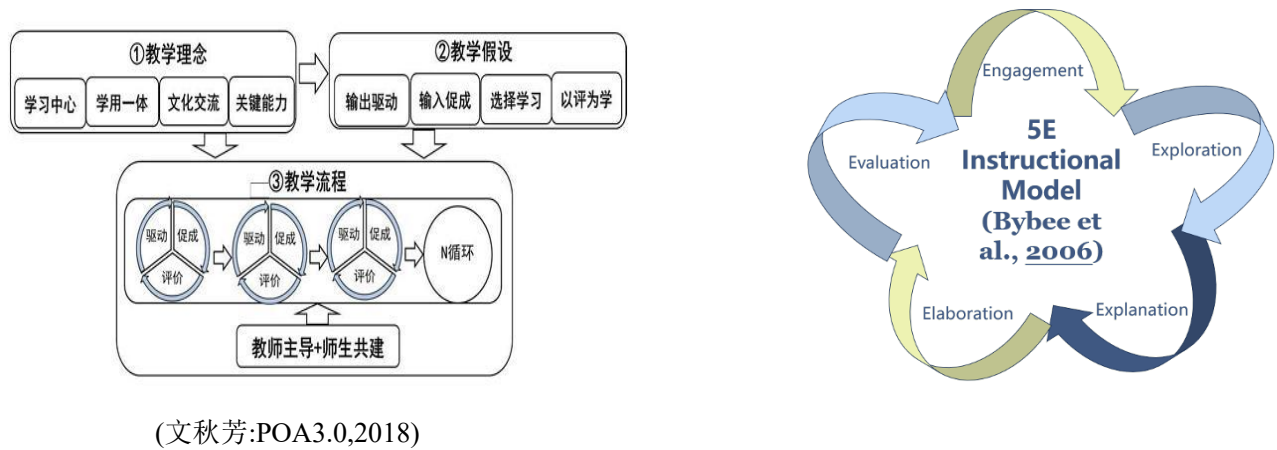 ①教学理念
学习中心 学用一体 文化交流 关键能力
②教学假设
输出驱动 输入促成 选择学习 以评为学
③教学流程
驱动 促成 评价
驱动 促成 评价
驱动 促成 评价
N循环
教师主导+师生共建
(文秋芳:POA3.0,2018)
Engagement
Exploration
Explanation
Elaboration
Evaluation
5E
Instructional
Model
(Bybee et
al., 2006)